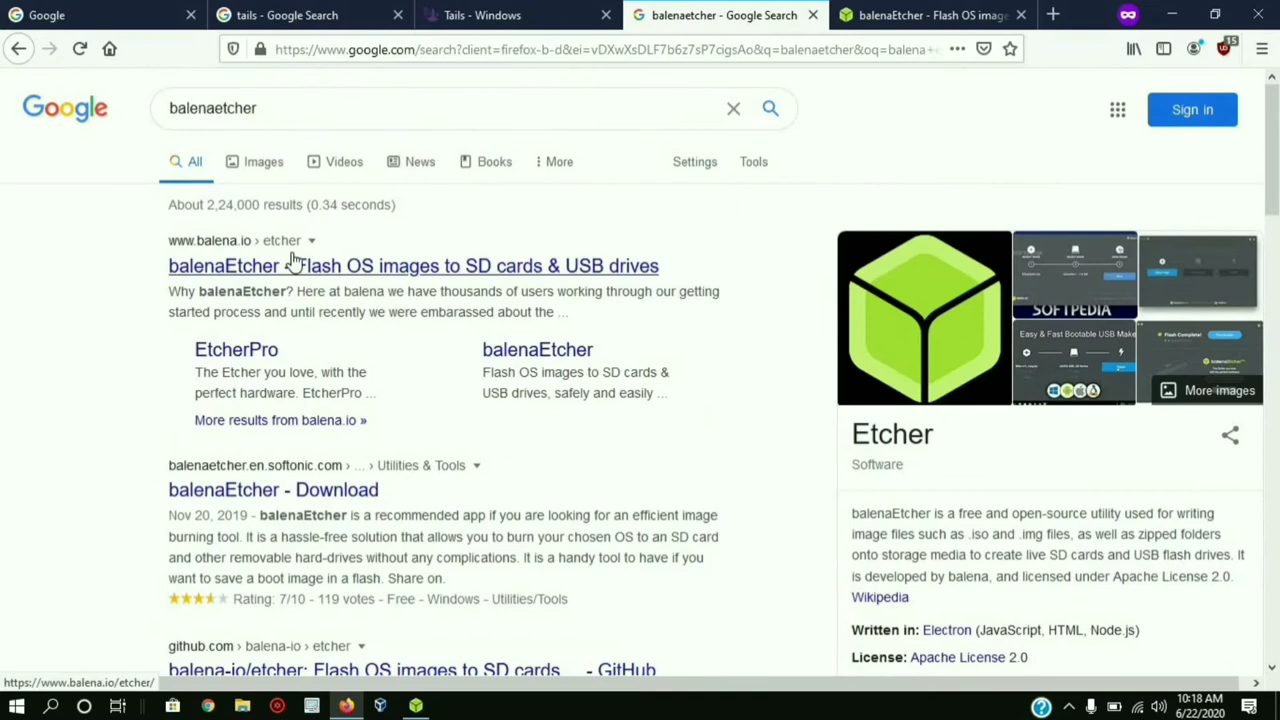 Google
tails - Google Search
Tails - Windows
balenaetcher - Google Search
balenaEtcher - Flash OS image
https://www.google.com/search?client=firefox-b-d&ei=vDXwXsDLF7b6z7sP7cigsAo&q=balenaetcher&oq=balena+
15
Google
balenaetcher
Sign in
All
Images
Videos
News
Books
More
Settings
Tools
About 2,24,000 results (0.34 seconds)
www.balena.io › etcher
balenaEtcher - Flash OS images to SD cards & USB drives
Why balenaEtcher? Here at balena we have thousands of users working through our getting
started process and until recently we were embarassed about the ...
EtcherPro
The Etcher you love, with the
perfect hardware. EtcherPro ...
balenaEtcher
Flash OS images to SD cards &
USB drives, safely and easily ...
More results from balena.io »
balenaetcher.en.softonic.com › ... › Utilities & Tools
balenaEtcher - Download
Nov 20, 2019 - balenaEtcher is a recommended app if you are looking for an efficient image
burning tool. It is a hassle-free solution that allows you to burn your chosen OS to an SD card
and other removable hard-drives without any complications. It is a handy tool to have if you
want to save a boot image in a flash. Share on.
Rating: 7/10 - 119 votes - Free - Windows - Utilities/Tools
github.com › balena-io › etcher
balena-io/etcher: Flash OS images to SD cards ... - GitHub
SOFTPEDIA
Easy & Fast Bootable USB Make
Flash Complete!
More images
Etcher
Software
balenaEtcher is a free and open-source utility used for writing
image files such as .iso and .img files, as well as zipped folders
onto storage media to create live SD cards and USB flash drives. It
is developed by balena, and licensed under Apache License 2.0.
Wikipedia
Written in: Electron (JavaScript, HTML, Node.js)
License: Apache License 2.0
https://www.balena.io/etcher/
10:18 AM
6/22/2020